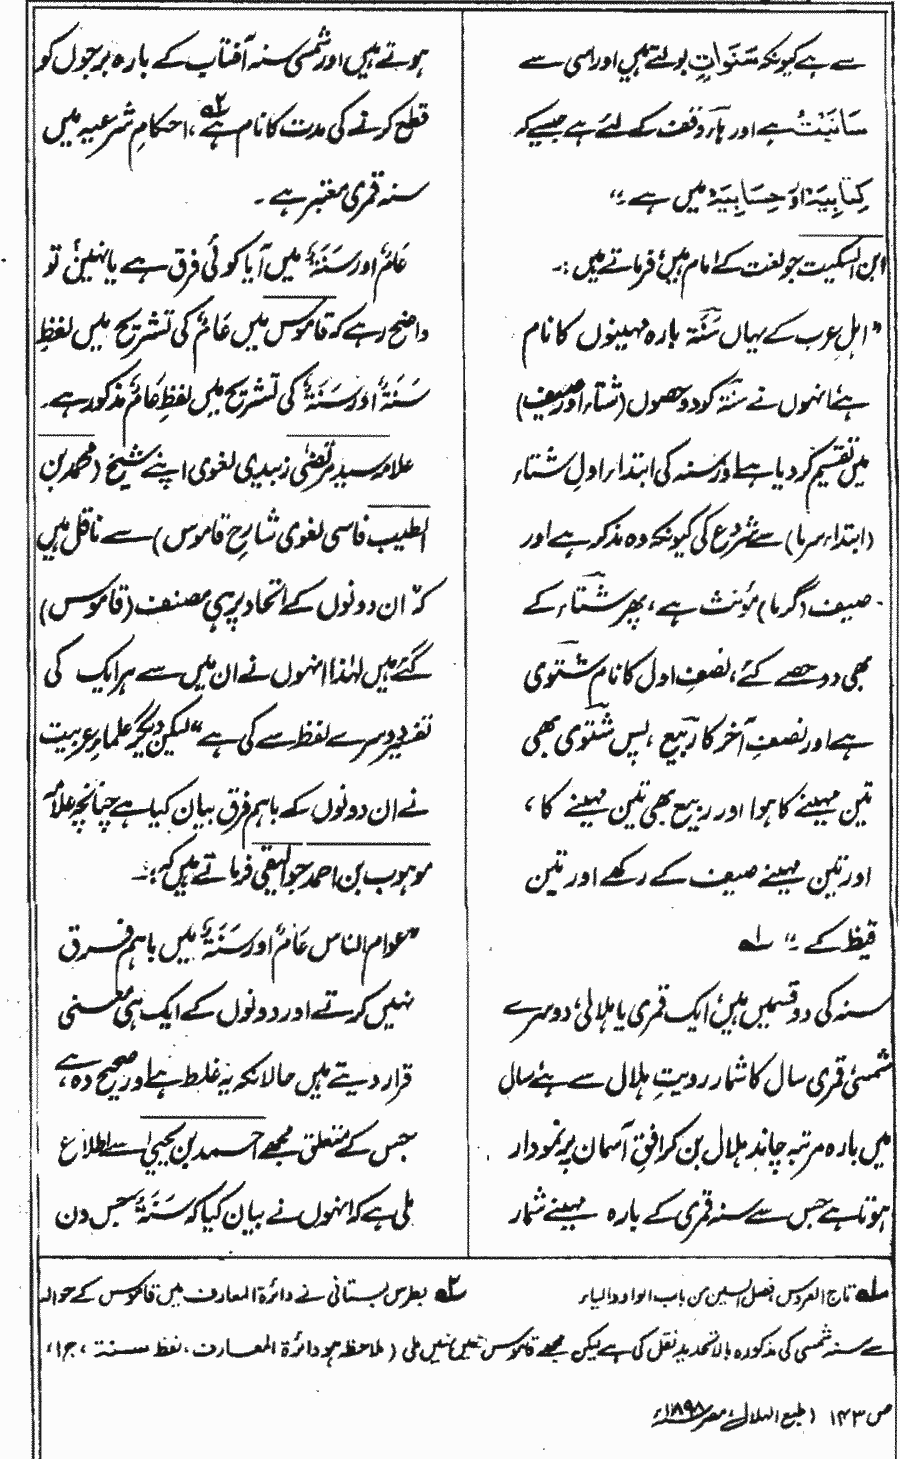 سے ہے کیونکہ سَنَوَاتٍ بولتے ہیں اور اسی سے
سَانَيْتُ ہے اور ہاء وقف کے لئے ہے جیسے کہ
كِتَابِيَهْ اَوْ حِسَابِيَهْ میں ہے ۔"
ابن السکیت جو لغت کے امام ہیں، فرماتے ہیں :۔
"اہلِ عرب کے یہاں سَنَۃ بارہ مہینوں کا نام
ہے، انہوں نے سنۃ کو دو حصوں (شتاء اور صیف)
میں تقسیم کر دیا ہے اور سنہ کی ابتداء اولِ شتاء
(ابتداء سرما) سے شروع کی کیونکہ وہ مذکر ہے اور
صیف (گرما) مؤنث ہے، پھر شتاء کے
بھی دو حصے کئے، نصفِ اول کا نام شتوی
ہے اور نصفِ آخر کا ربیع ، پس شتوی بھی
تین مہینے کا ہوا اور ربیع بھی تین مہینے کا ،
اور تین مہینے صیف کے رکھے اور تین
قیظ کے ۔" ؎۱
سنہ کی دو قسمیں ہیں، ایک قمری یا ہلالی، دوسرے
شمسی، قمری سال کا شمار رویتِ ہلال سے ہے، سال
میں بارہ مرتبہ چاند ہلال بن کر افقِ آسمان پر نمودار
ہوتا ہے جس سے سنہ قمری کے بارہ مہینے شمار
ہوتے ہیں اور شمسی سنہ آفتاب کے بارہ برجوں کو
قطع کرنے کی مدت کا نام ہے ؎۲، احکامِ شرعیہ میں
سنہ قمری معتبر ہے ۔
عَامٌ اور سَنَةٌ میں آیا کوئی فرق ہے یا نہیں، تو
واضح رہے کہ قاموس میں عَامٌ کی تشریح میں لفظِ
سَنَةٌ اور سَنَةٌ کی تشریح میں لفظِ عَامٌ مذکور ہے۔
علامہ سید مرتضیٰ زبیدی لغوی اپنے شیخ (محمد بن
الطیب فاسی لغوی شارحِ قاموس) سے ناقل ہیں
کہ" ان دونوں کے اتحاد پر ہی مصنف (قاموس)
گئے ہیں لہٰذا انہوں نے ان میں سے ہر ایک کی
تفسیر دوسرے لفظ سے کی ہے" لیکن دیگر علماءِ عربیت
نے ان دونوں کے باہم فرق بیان کیا ہے چنانچہ علامہ
موہوب بن احمد جوالیقی فرماتے ہیں کہ :۔
"عوام الناس عَامٌ اور سَنَةٌ میں باہم فرق
نہیں کرتے اور دونوں کے ایک ہی معنی
قرار دیتے ہیں حالانکہ یہ غلط ہے اور صحیح وہ ہے،
جس کے متعلق مجھے احمد بن یحییٰ سے اطلاع
ملی ہے کہ انہوں نے بیان کیا کہ سَنَةٌ جس دن
؎۱ تاج العروس فصل السین من باب الواو والیاء
؎۲ بطرس بستانی نے دائرۃ المعارف میں قاموس کے حوالہ
سے سنہ شمسی کی مذکورہ بالا تحدید نقل کی ہے لیکن مجھے قاموس میں نہیں ملی (ملاحظہ ہو دائرۃ المعارف، لفظ سنۃ ، ج ۱۰،
ص ۱۴۳ (طبع الہلال، مصر ۱۸۹۸ء